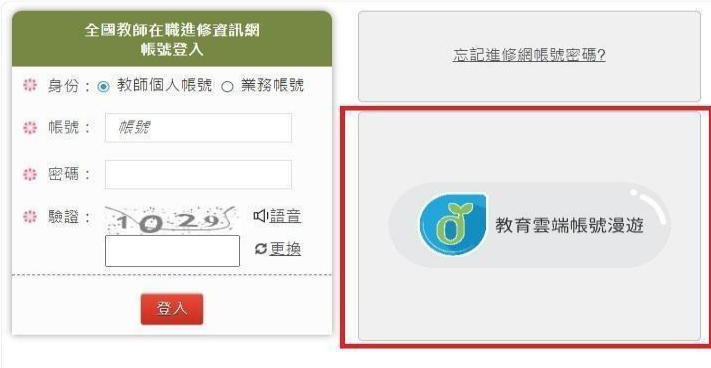 全國教師在職進修資訊網
帳號登入
身份：教師個人帳號 業務帳號
帳號：帳號
密碼：
驗證：1029 語音
更換
登入
忘記進修網帳號密碼?
教育雲端帳號漫遊